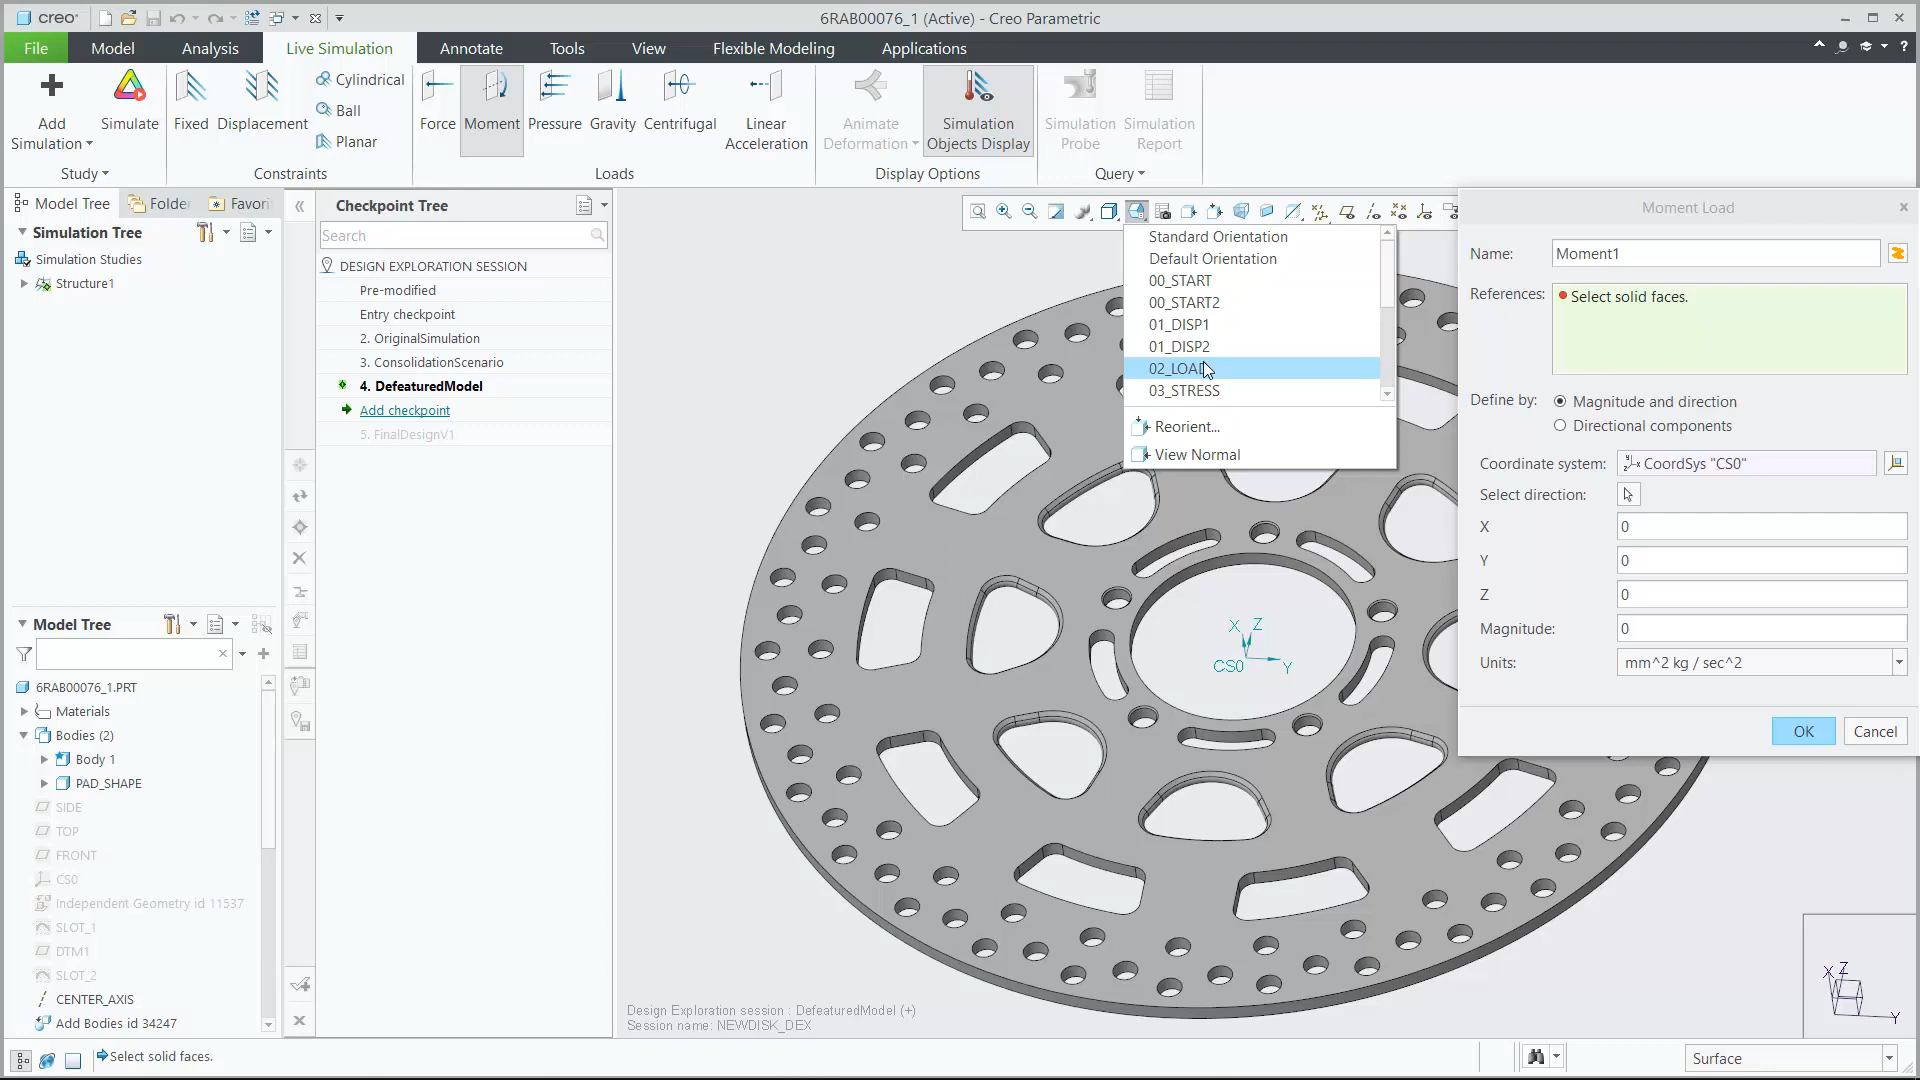 creo
6RAB00076_1 (Active) - Creo Parametric
File
Model
Analysis
Live Simulation
Annotate
Tools
View
Flexible Modeling
Applications
Add
Simulation
Simulate
Fixed
Displacement
Cylindrical
Ball
Planar
Force
Moment
Pressure
Gravity
Centrifugal
Linear
Acceleration
Animate
Deformation
Simulation
Objects Display
Simulation
Probe
Simulation
Report
Study
Constraints
Loads
Display Options
Query
Model Tree
Folder
Favori
Simulation Tree
Simulation Studies
Structure1
Checkpoint Tree
Search
DESIGN EXPLORATION SESSION
Pre-modified
Entry checkpoint
2. OriginalSimulation
3. ConsolidationScenario
4. DefeaturedModel
Add checkpoint
5. FinalDesignV1
Standard Orientation
Default Orientation
00_START
00_START2
01_DISP1
01_DISP2
02_LOAD
03_STRESS
Reorient...
View Normal
Moment Load
Name:
Moment1
References:
Select solid faces.
Define by:
Magnitude and direction
Directional components
Coordinate system:
CoordSys "CS0"
Select direction:
X
0
Y
0
Z
0
Magnitude:
0
Units:
mm^2 kg / sec^2
OK
Cancel
Model Tree
6RAB00076_1.PRT
Materials
Bodies (2)
Body 1
PAD_SHAPE
SIDE
TOP
FRONT
CS0
Independent Geometry id 11537
SLOT_1
DTM1
SLOT_2
CENTER_AXIS
Add Bodies id 34247
X Z
CS0
Y
X Z
Y
Design Exploration session : DefeaturedModel (+)
Session name: NEWDISK_DEX
Select solid faces.
Surface